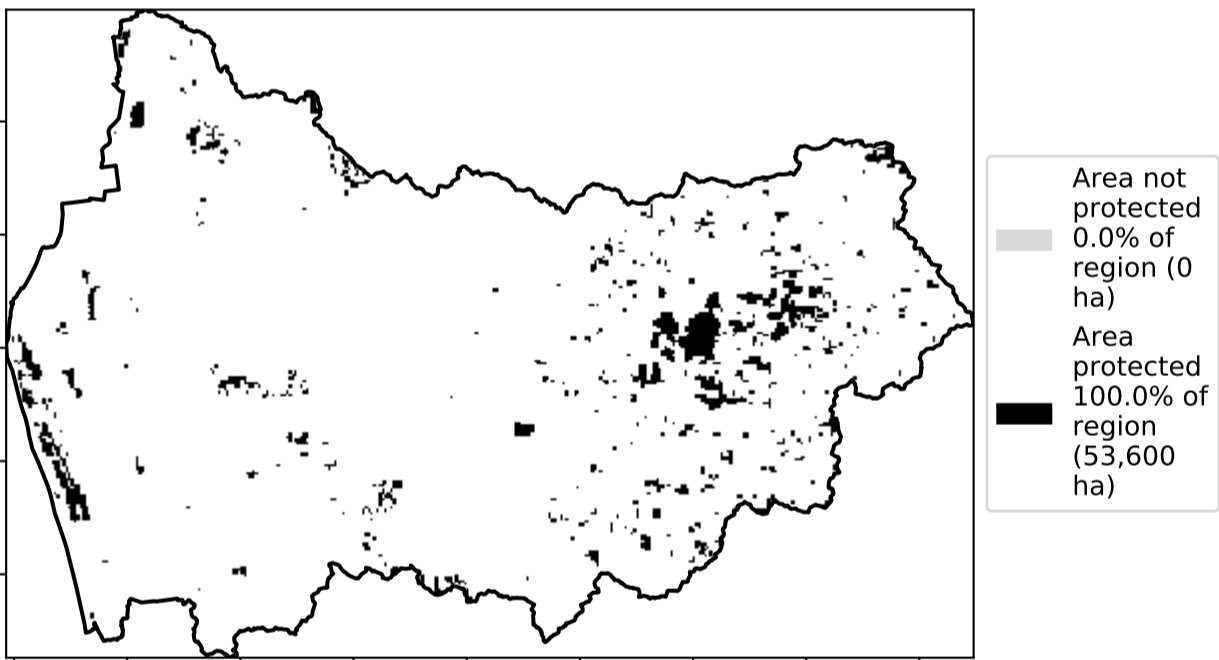 Area not
protected
0.0% of
region (0
ha)
Area
protected
100.0% of
region
(53,600
ha)